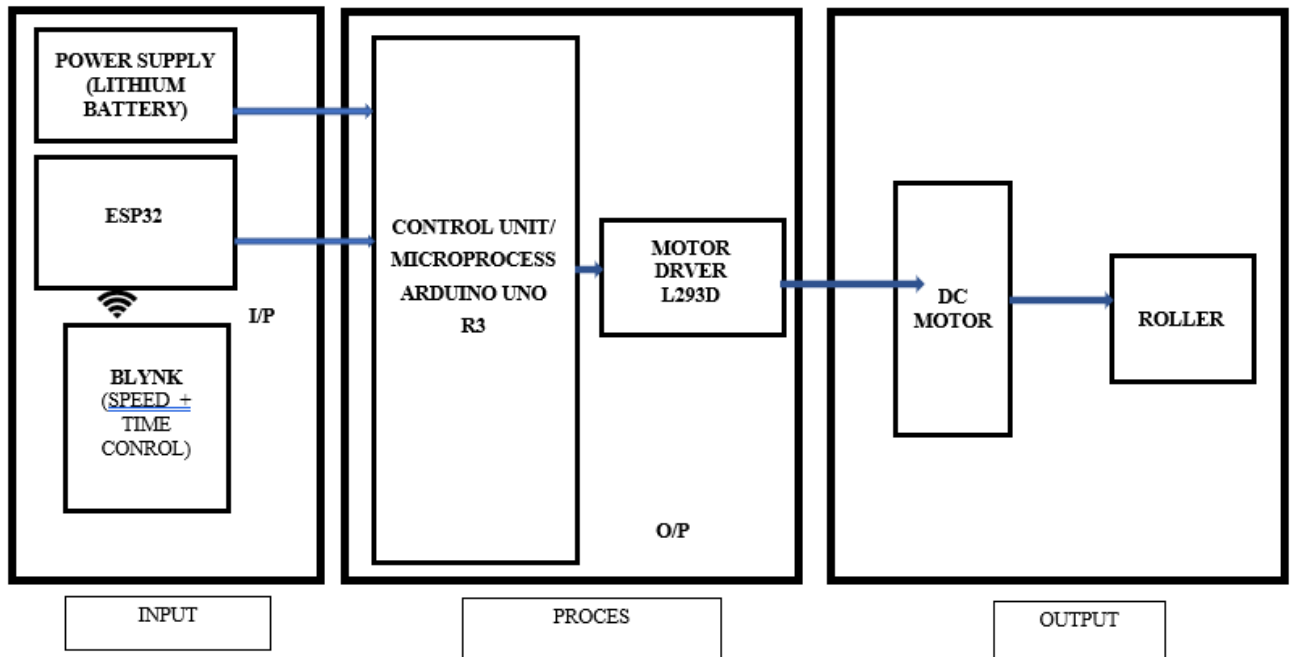 POWER SUPPLY
(LITHIUM
BATTERY)
ESP32
I/P
BLYNK
(SPEED +
TIME
CONROL)
CONTROL UNIT/
MICROPROCESS
ARDUINO UNO
R3
MOTOR
DRVER
L293D
O/P
DC
MOTOR
ROLLER
INPUT
PROCES
OUTPUT